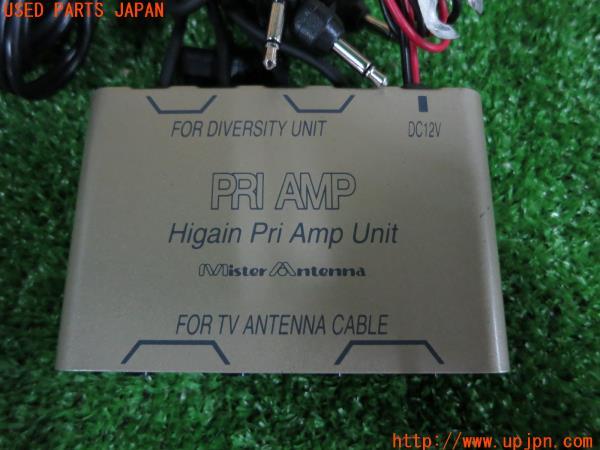 USED PARTS JAPAN
FOR DIVERSITY UNIT
DC12V
PRI AMP
Higain Pri Amp Unit
Mister Antenna
FOR TV ANTENNA CABLE
http://www.upjpn.com/